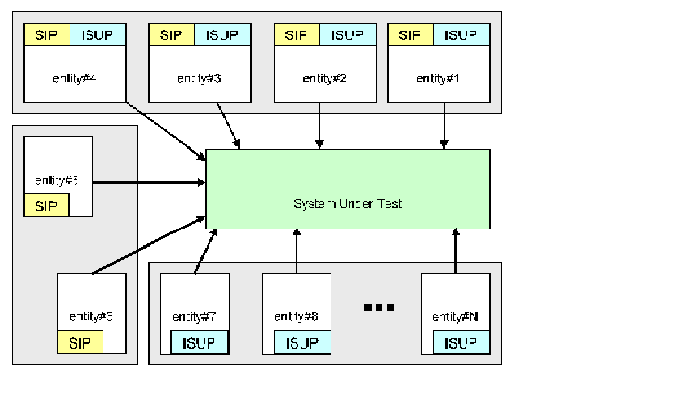 SIP ISUP
entity#4
SIP ISUP
entity#3
SIP ISUP
entity#2
SIP ISUP
entity#1
entity#5
SIP
System Under Test
entity#6
SIP
entity#7
ISUP
entity#8
ISUP
entity#N
ISUP